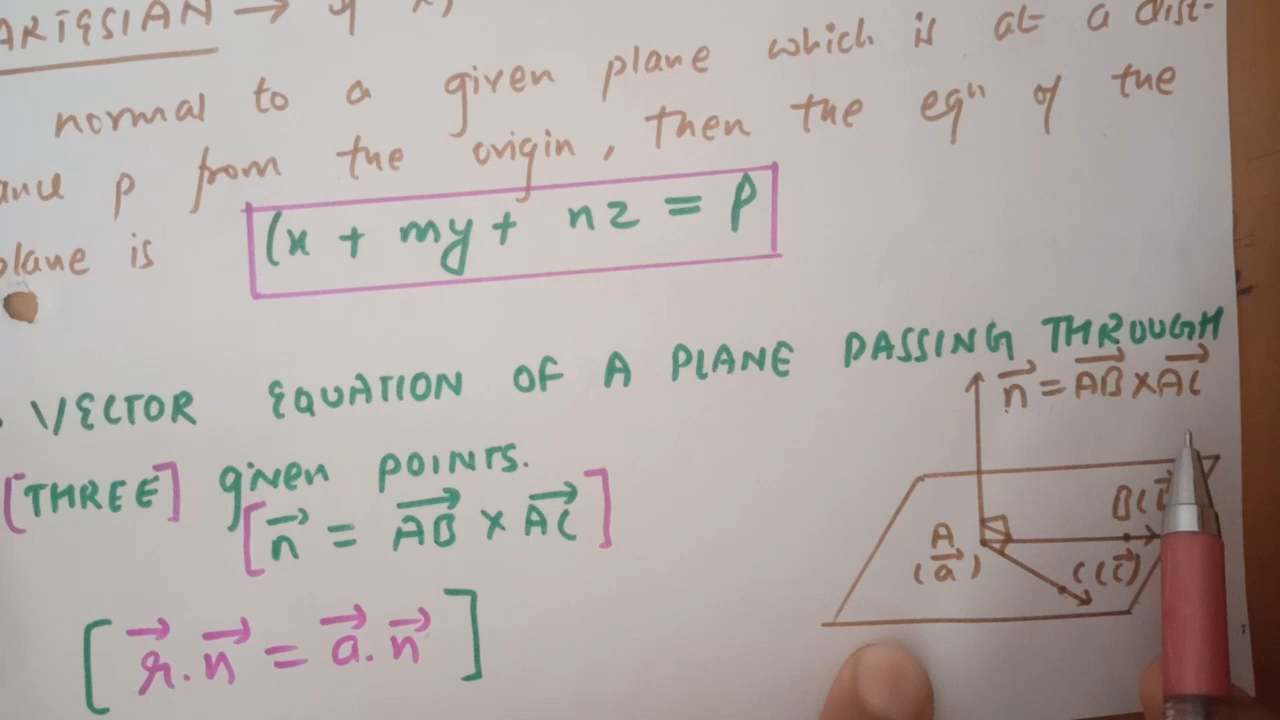 ARTESIAN →
normal to a given plane which is at a dist-
ance p from the origin, then the eqⁿ of the
plane is lx + my + nz = p
VECTOR EQUATION OF A PLANE PASSING THROUGH
[THREE] given POINTS.
[n⃗ = AB⃗ × AC⃗]
[r⃗.n⃗ = a⃗.n⃗]
n⃗ = AB⃗ × AC⃗
A
(a⃗)
B(
C(c⃗)